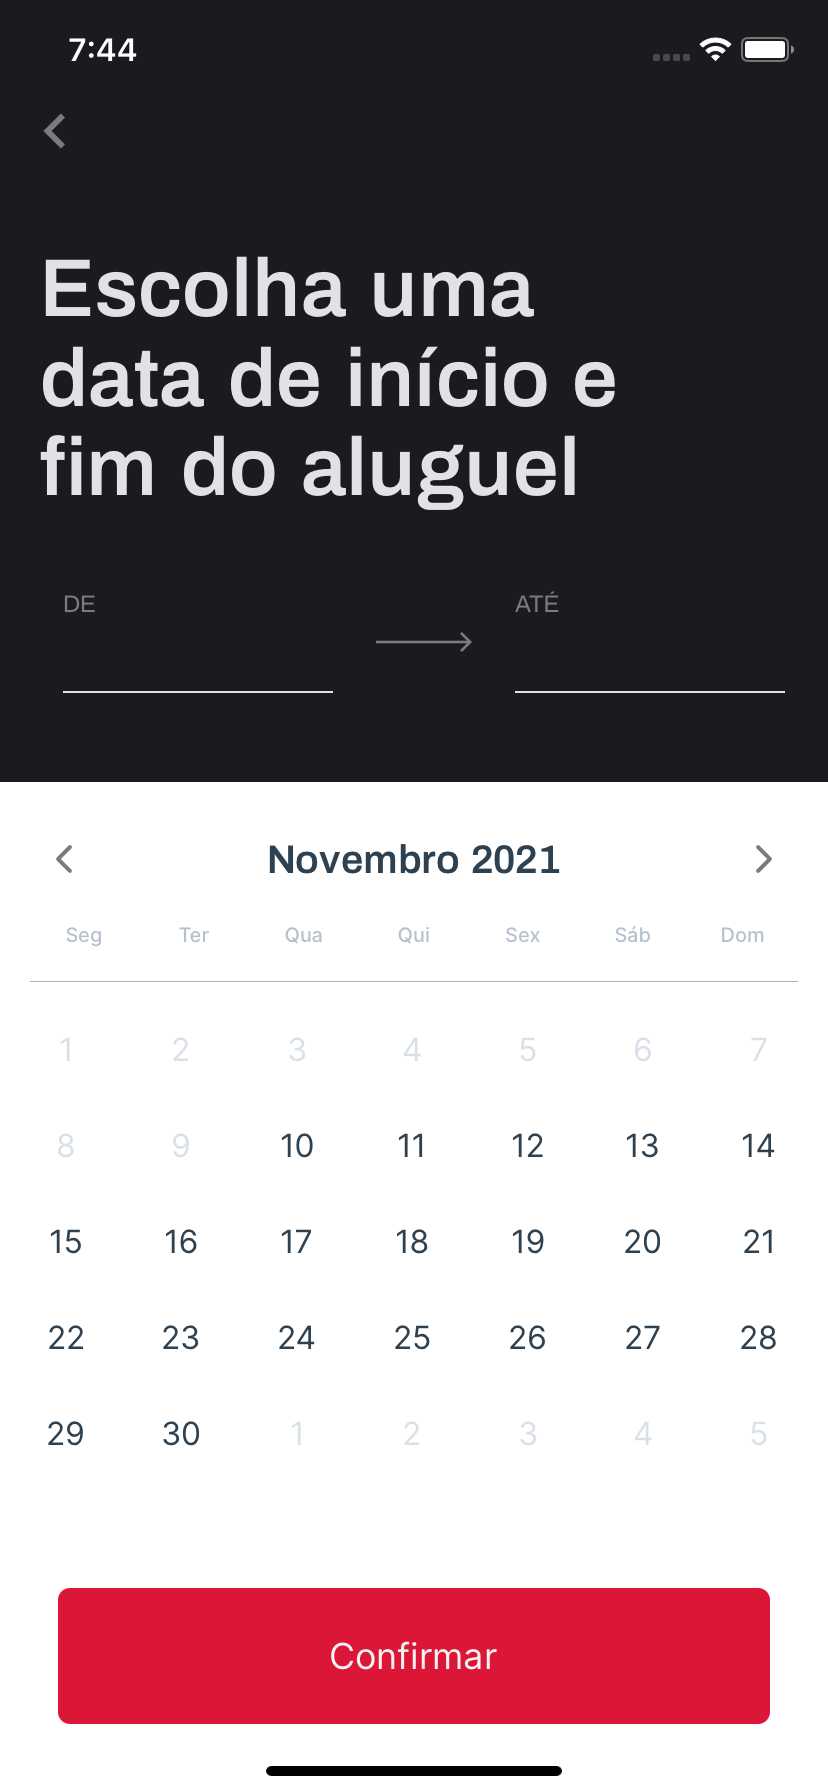 7:44
Escolha uma
data de início e
fim do aluguel
DE ATÉ
Novembro 2021
Seg Ter Qua Qui Sex Sáb Dom
1 2 3 4 5 6 7
8 9 10 11 12 13 14
15 16 17 18 19 20 21
22 23 24 25 26 27 28
29 30 1 2 3 4 5
Confirmar